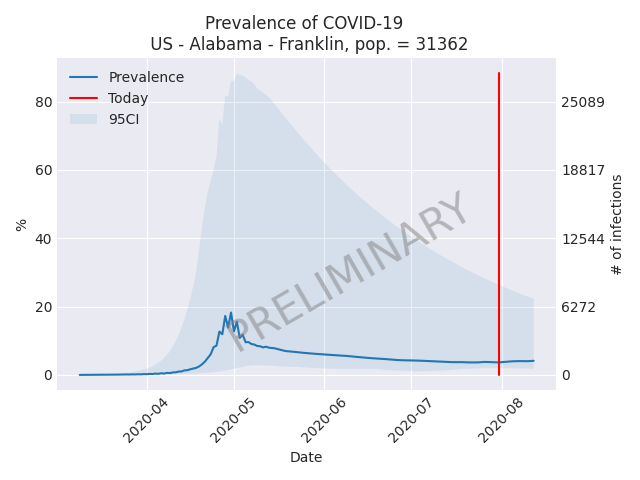 Prevalence of COVID-19
US - Alabama - Franklin, pop. = 31362
Prevalence
Today
95CI
80
60
40
20
0
%
25089
18817
12544
6272
0
# of infections
PRELIMINARY
2020-04
2020-05
2020-06
2020-07
2020-08
Date